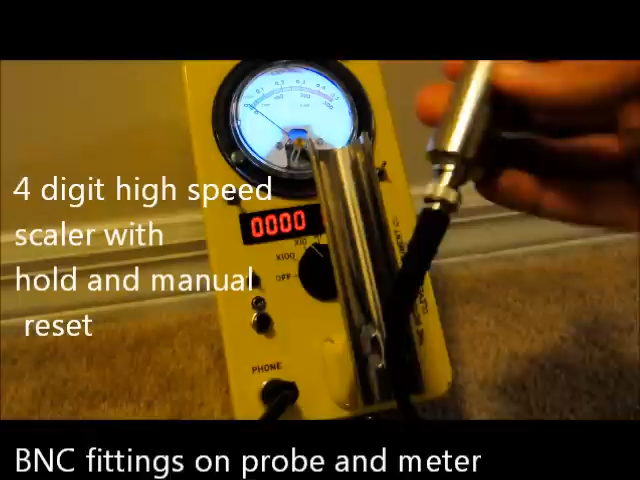 4 digit high speed
scaler with
hold and manual
reset
0000
X10
X100
PHONE
BNC fittings on probe and meter